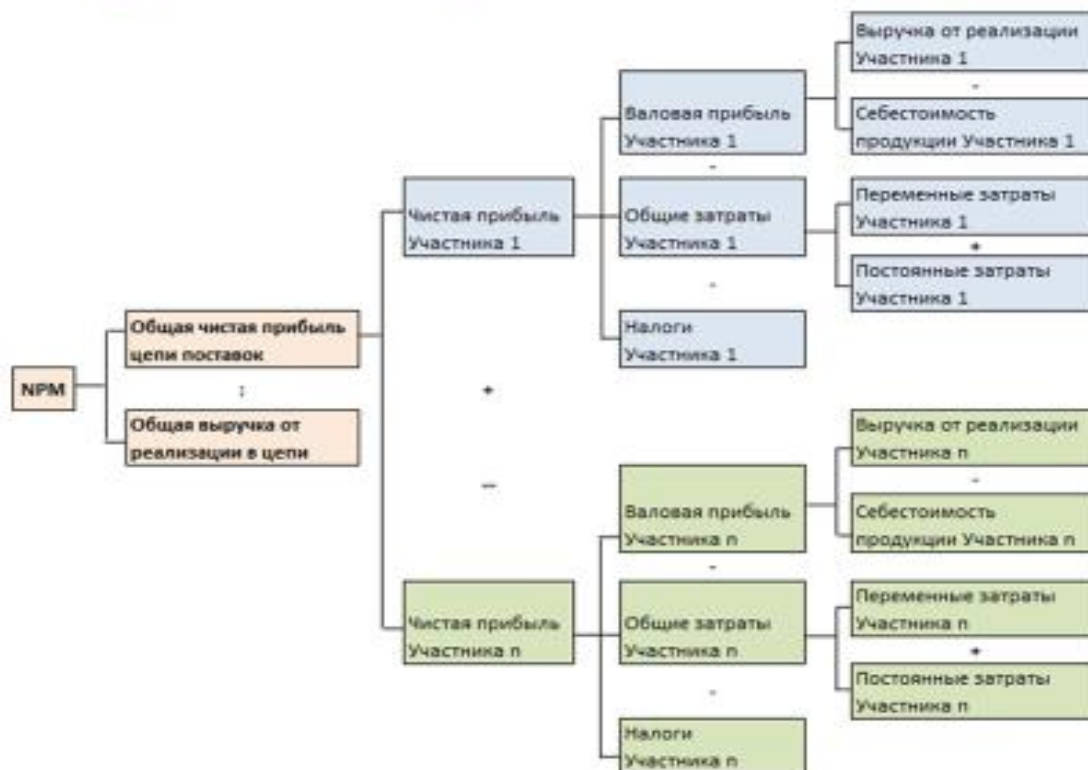 Выручка от реализации
Участника 1
-
Валовая прибыль
Участника 1
Себестоимость
продукции Участника 1
-
Чистая прибыль
Участника 1
Общие затраты
Участника 1
Переменные затраты
Участника 1
+
-
Постоянные затраты
Участника 1
Налоги
Участника 1
NPM
Общая чистая прибыль
цепи поставок
:
Общая выручка от
реализации в цепи
+
...
Выручка от реализации
Участника n
-
Валовая прибыль
Участника n
Себестоимость
продукции Участника n
-
Чистая прибыль
Участника n
Общие затраты
Участника n
Переменные затраты
Участника n
+
-
Постоянные затраты
Участника n
Налоги
Участника n